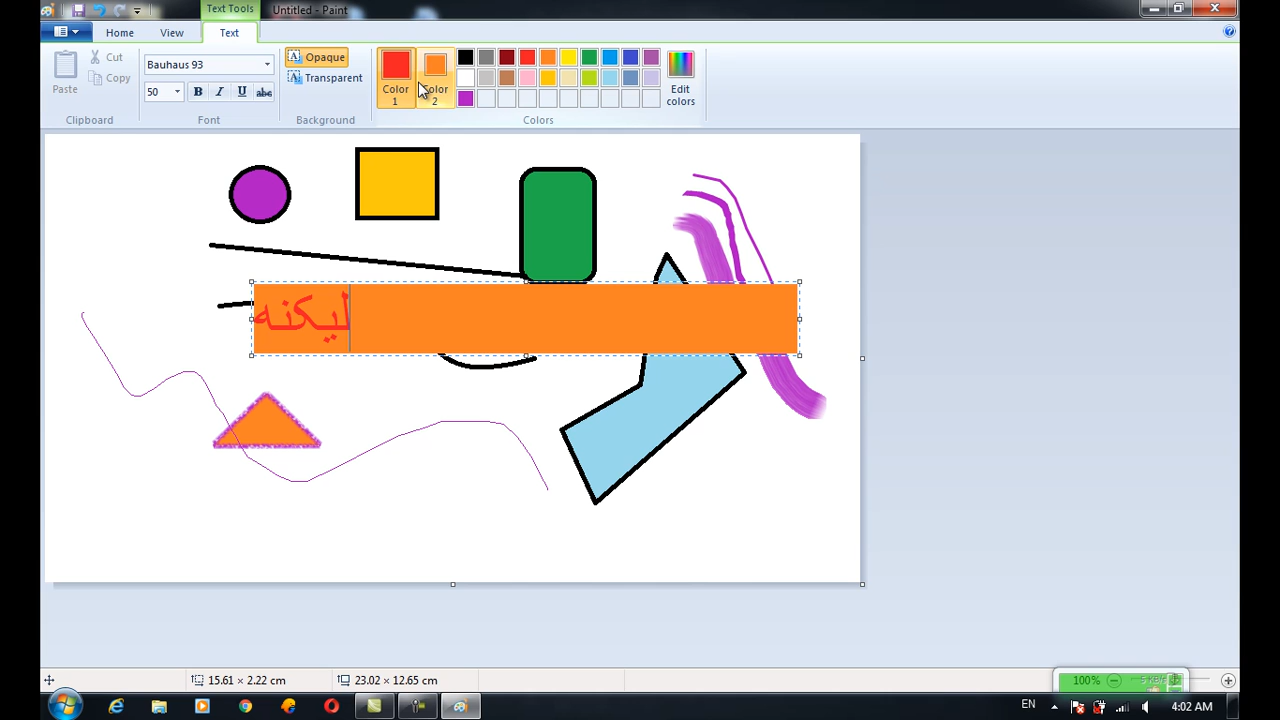 Text Tools
Untitled - Paint
Home
View
Text
Paste
Cut
Copy
Clipboard
Bauhaus 93
50
B I U abc
Font
Opaque
Transparent
Background
Color 1
Color 2
Edit colors
Colors
ليكنه
15.61 × 2.22 cm
23.02 × 12.65 cm
100%
EN
4:02 AM